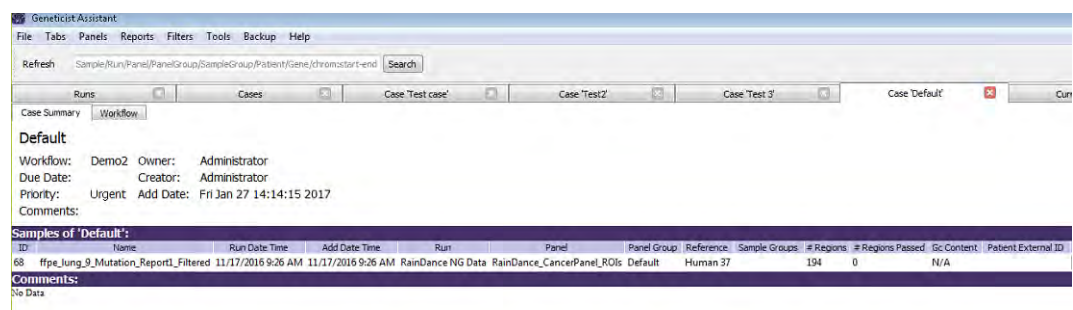 Geneticist Assistant
File Tabs Panels Reports Filters Tools Backup Help
Refresh Sample/Run/Panel/PanelGroup/SampleGroup/Patient/Gene/chrom:start-end Search
Runs Cases Case 'Test case' Case 'Test2' Case 'Test 3' Case 'Default' Curr
Case Summary Workflow
Default
Workflow: Demo2 Owner: Administrator
Due Date: Creator: Administrator
Priority: Urgent Add Date: Fri Jan 27 14:14:15 2017
Comments:
Samples of 'Default':
ID Name Run Date Time Add Date Time Run Panel Panel Group Reference Sample Groups # Regions # Regions Passed Gc Content Patient External ID
68 ffpe_lung_9_Mutation_Report1_Filtered 11/17/2016 9:26 AM 11/17/2016 9:26 AM RainDance NG Data RainDance_CancerPanel_ROIs Default Human 37 194 0 N/A
Comments:
No Data